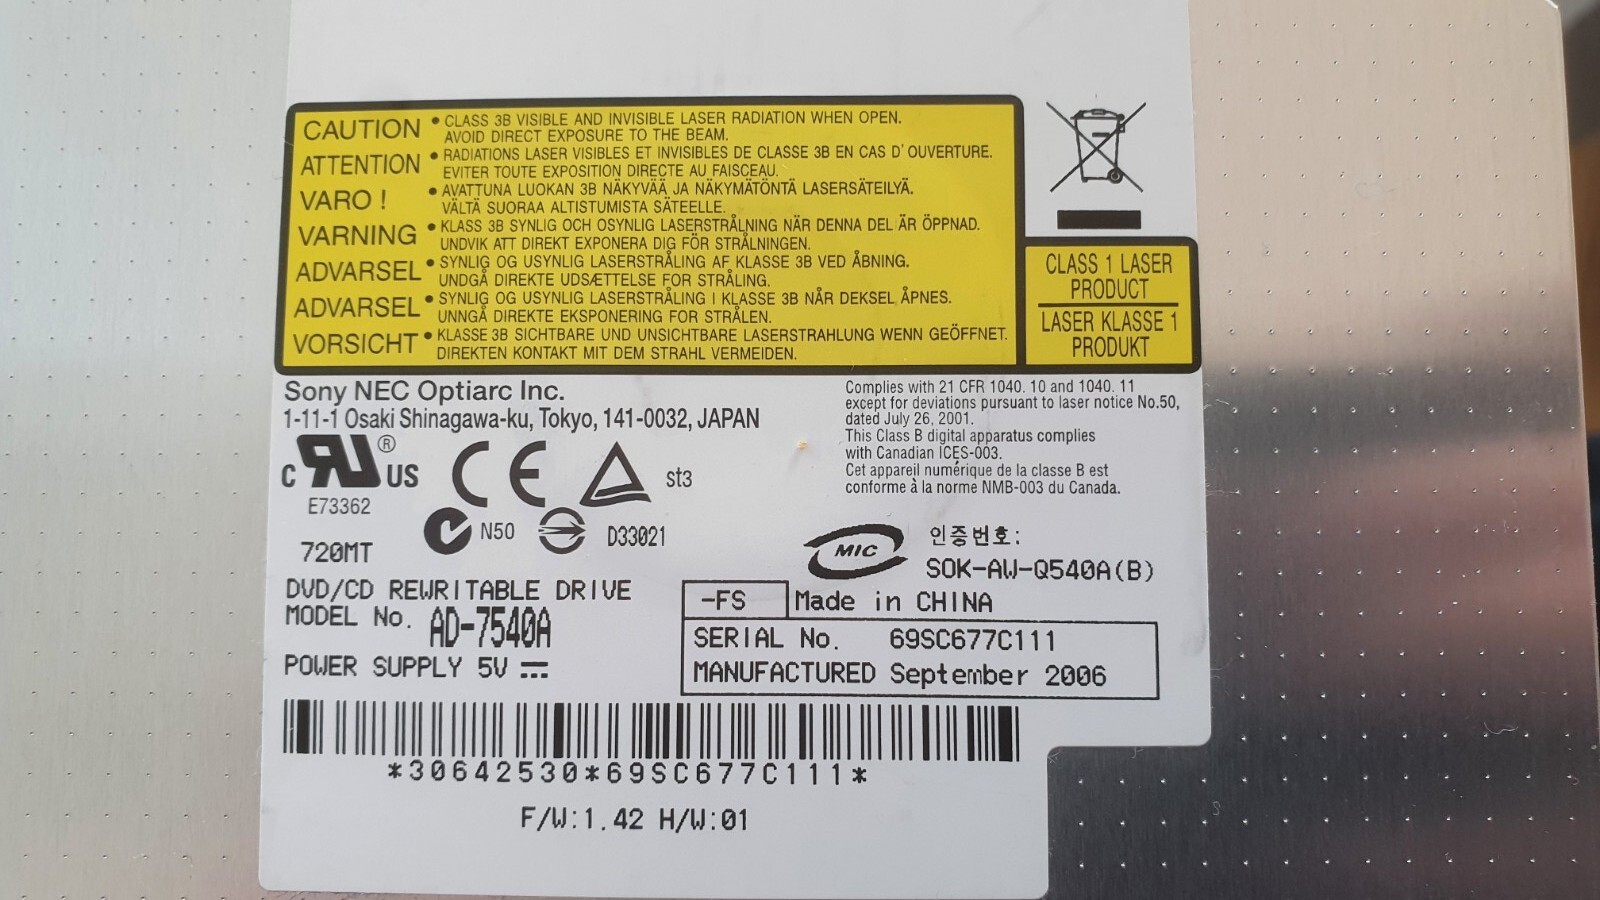 CAUTION • CLASS 3B VISIBLE AND INVISIBLE LASER RADIATION WHEN OPEN.
AVOID DIRECT EXPOSURE TO THE BEAM.
ATTENTION • RADIATIONS LASER VISIBLES ET INVISIBLES DE CLASSE 3B EN CAS D'OUVERTURE.
EVITER TOUTE EXPOSITION DIRECTE AU FAISCEAU.
VARO ! • AVATTUNA LUOKAN 3B NÄKYVÄÄ JA NÄKYMÄTÖNTÄ LASERSÄTEILYÄ.
VÄLTÄ SUORAA ALTISTUMISTA SÄTEELLE.
VARNING • KLASS 3B SYNLIG OCH OSYNLIG LASERSTRÅLNING NÄR DENNA DEL ÄR ÖPPNAD.
UNDVIK ATT DIREKT EXPONERA DIG FÖR STRÅLNINGEN.
ADVARSEL • SYNLIG OG USYNLIG LASERSTRÅLING AF KLASSE 3B VED ÅBNING.
UNDGÅ DIREKTE UDSÆTTELSE FOR STRÅLING.
ADVARSEL • SYNLIG OG USYNLIG LASERSTRÅLING I KLASSE 3B NÅR DEKSEL ÅPNES.
UNNGÅ DIREKTE EKSPONERING FOR STRÅLEN.
VORSICHT • KLASSE 3B SICHTBARE UND UNSICHTBARE LASERSTRAHLUNG WENN GEÖFFNET.
DIREKTEN KONTAKT MIT DEM STRAHL VERMEIDEN.
CLASS 1 LASER
PRODUCT
LASER KLASSE 1
PRODUKT
Sony NEC Optiarc Inc.
1-11-1 Osaki Shinagawa-ku, Tokyo, 141-0032, JAPAN
Complies with 21 CFR 1040. 10 and 1040. 11
except for deviations pursuant to laser notice No.50,
dated July 26, 2001.
This Class B digital apparatus complies
with Canadian ICES-003.
Cet appareil numérique de la classe B est
conforme à la norme NMB-003 du Canada.
C RU ® US
E73362
CE
st3
N50
D33021
720MT
MIC
인증번호:
SOK-AW-Q540A(B)
DVD/CD REWRITABLE DRIVE
MODEL No. AD-7540A
POWER SUPPLY 5V
-FS
Made in CHINA
SERIAL No. 69SC677C111
MANUFACTURED September 2006
*30642530*69SC677C111*
F/W:1.42 H/W:01